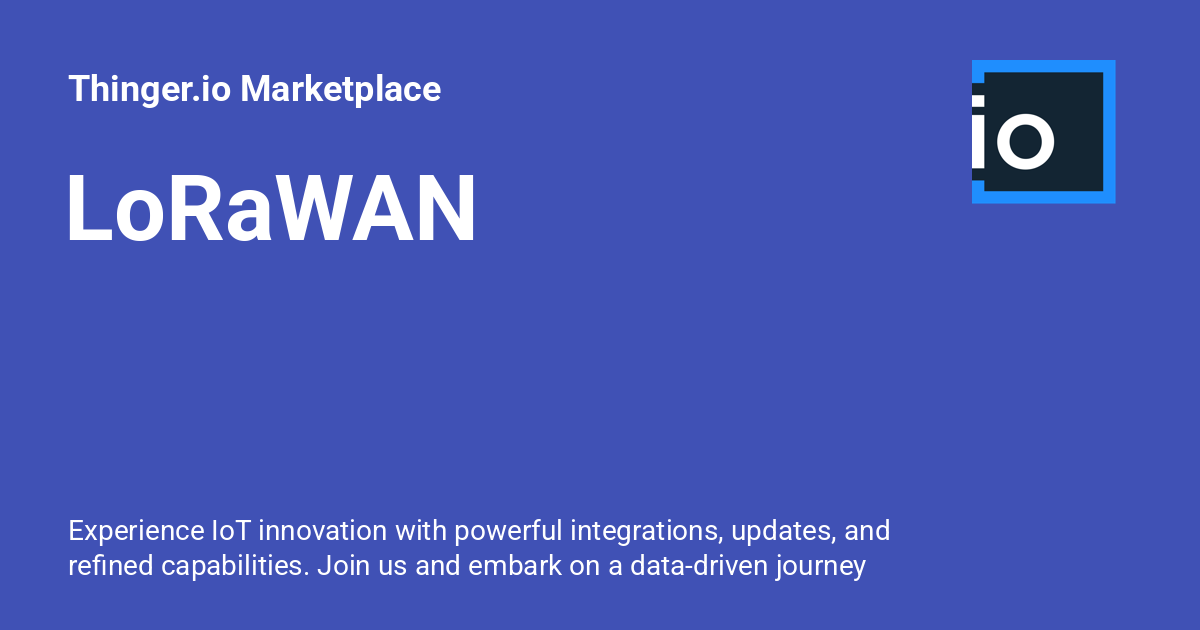 Thinger.io Marketplace
io
LoRaWAN
Experience IoT innovation with powerful integrations, updates, and
refined capabilities. Join us and embark on a data-driven journey